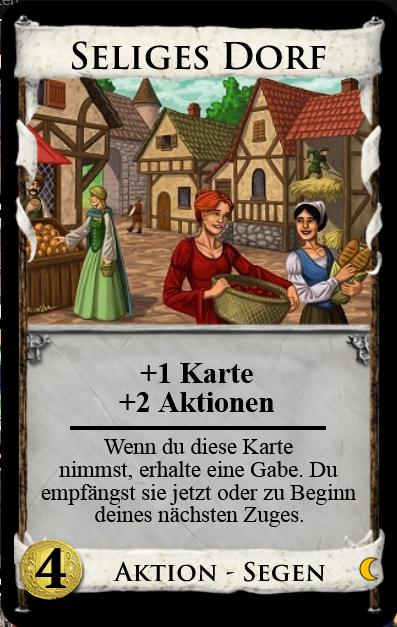 SELIGES DORF
+1 Karte
+2 Aktionen
Wenn du diese Karte
nimmst, erhalte eine Gabe. Du
empfängst sie jetzt oder zu Beginn
deines nächsten Zuges.
4
AKTION - SEGEN